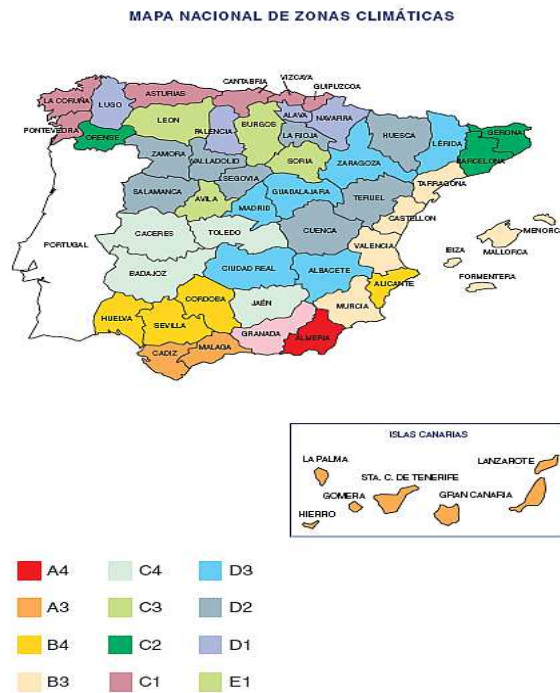 MAPA NACIONAL DE ZONAS CLIMÁTICAS
VIZCAYA
CANTABRIA
GUIPUZCOA
ASTURIAS
LA CORUÑA
LUGO
PONTEVEDRA
ORENSE
LEON
PALENCIA
BURGOS
ALAVA
NAVARRA
LA RIOJA
HUESCA
LÉRIDA
GERONA
BARCELONA
TARRAGONA
ZAMORA
VALLADOLID
SORIA
ZARAGOZA
SEGOVIA
SALAMANCA
AVILA
MADRID
GUADALAJARA
TERUEL
CASTELLON
MENORCA
CACERES
TOLEDO
CUENCA
VALENCIA
IBIZA
MALLORCA
PORTUGAL
BADAJOZ
CIUDAD REAL
ALBACETE
ALICANTE
FORMENTERA
CORDOBA
JAÉN
MURCIA
HUELVA
SEVILLA
GRANADA
ALMERIA
CADIZ
MALAGA
ISLAS CANARIAS
LA PALMA
LANZAROTE
STA. C. DE TENERIFE
GOMERA
GRAN CANARIA
HIERRO
A4 C4 D3
A3 C3 D2
B4 C2 D1
B3 C1 E1